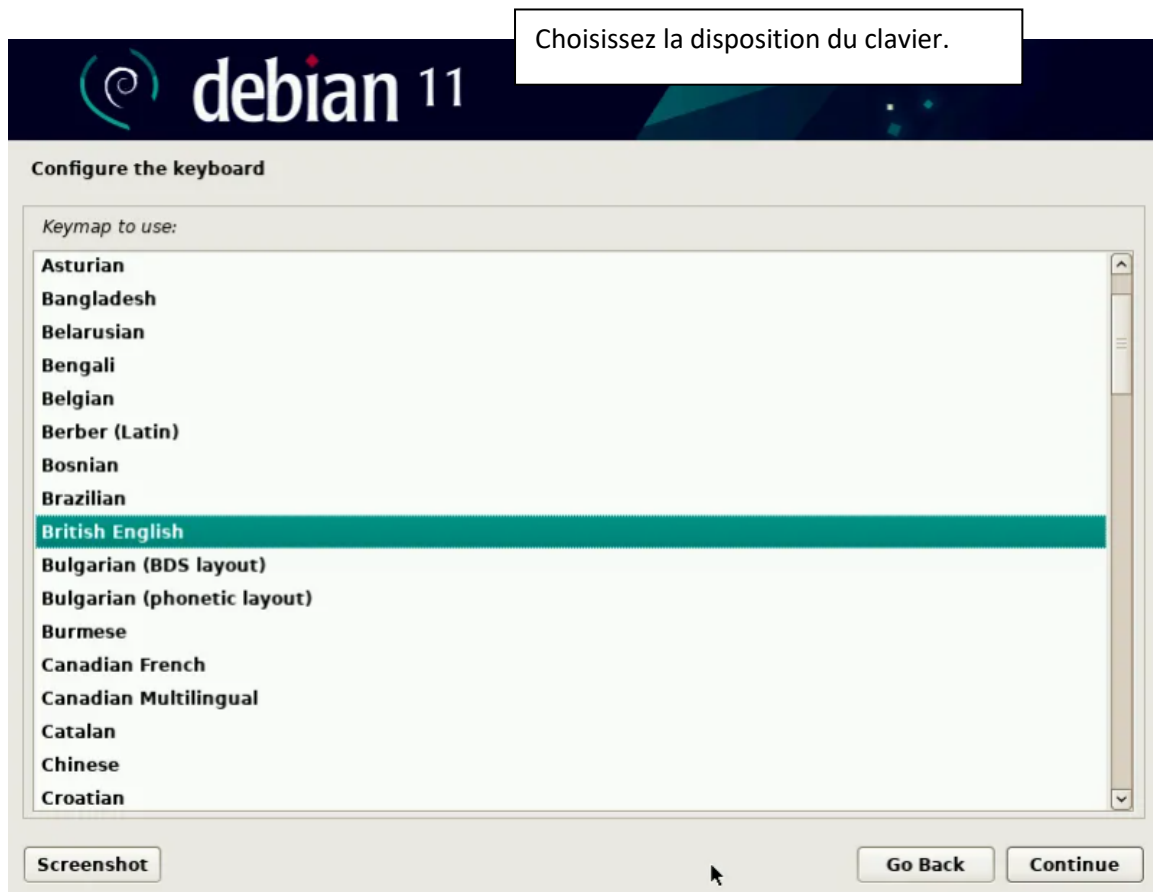 Choisissez la disposition du clavier.
debian 11
Configure the keyboard
Keymap to use:
Asturian
Bangladesh
Belarusian
Bengali
Belgian
Berber (Latin)
Bosnian
Brazilian
British English
Bulgarian (BDS layout)
Bulgarian (phonetic layout)
Burmese
Canadian French
Canadian Multilingual
Catalan
Chinese
Croatian
Screenshot Go Back Continue